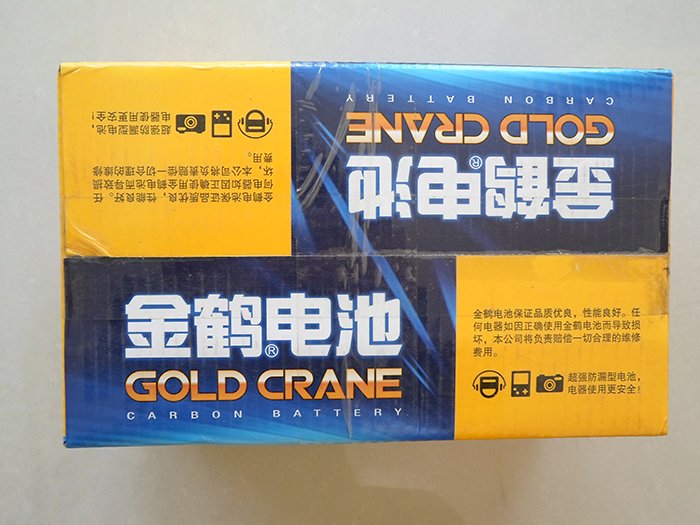 金鹤®电池
GOLD CRANE
CARBON BATTERY
金鹤电池保证品质优良，性能良好。任
何电器如因正确使用金鹤电池而导致损
坏，本公司将负责赔偿一切合理的维修
费用。
超强防漏型电池，
电器使用更安全！
金鹤®电池
GOLD CRANE
CARBON BATTERY
金鹤电池保证品质优良，性能良好。任
何电器如因正确使用金鹤电池而导致损
坏，本公司将负责赔偿一切合理的维修
费用。
超强防漏型电池，
电器使用更安全！